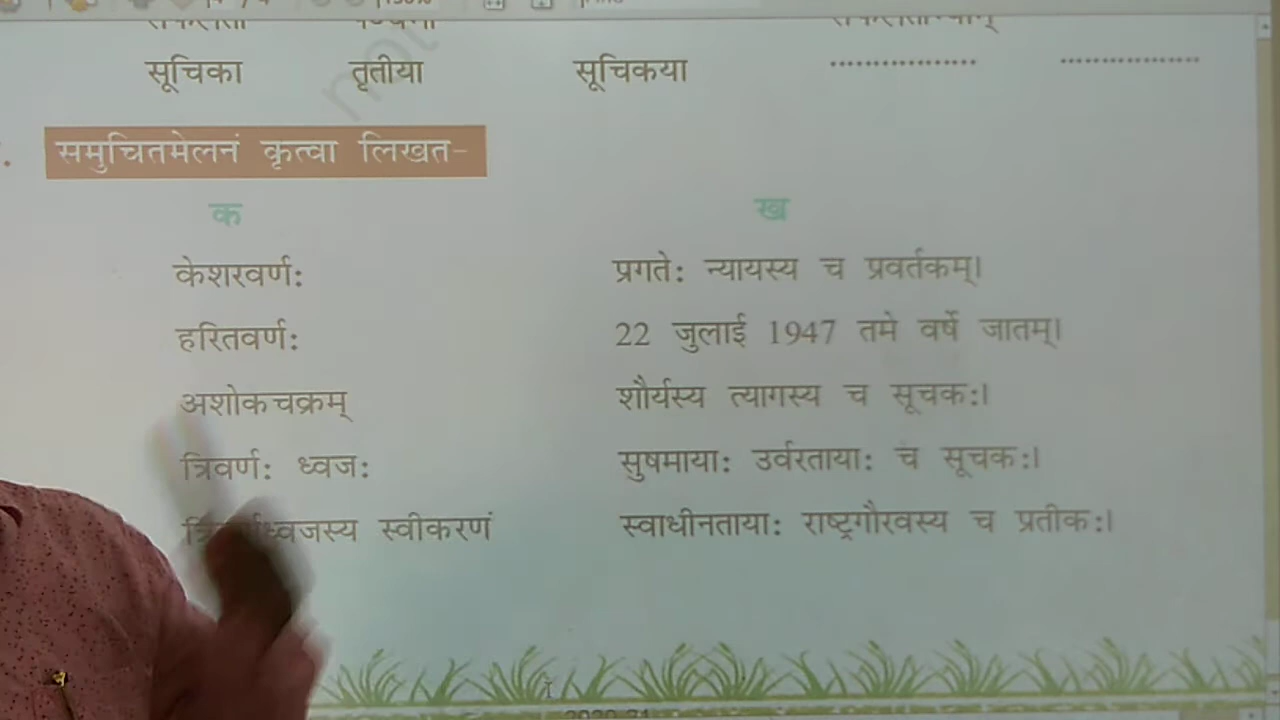 सूचिका तृतीया सूचिकया ................ ................
समुचितमेलनं कृत्वा लिखत-
क ख
केशरवर्णः प्रगतेः न्यायस्य च प्रवर्तकम्।
हरितवर्णः 22 जुलाई 1947 तमे वर्षे जातम्।
अशोकचक्रम् शौर्यस्य त्यागस्य च सूचकः।
त्रिवर्णः ध्वजः सुषमायाः उर्वरतायाः च सूचकः।
स्वीकरणं स्वाधीनतायाः राष्ट्रगौरवस्य च प्रतीकः।